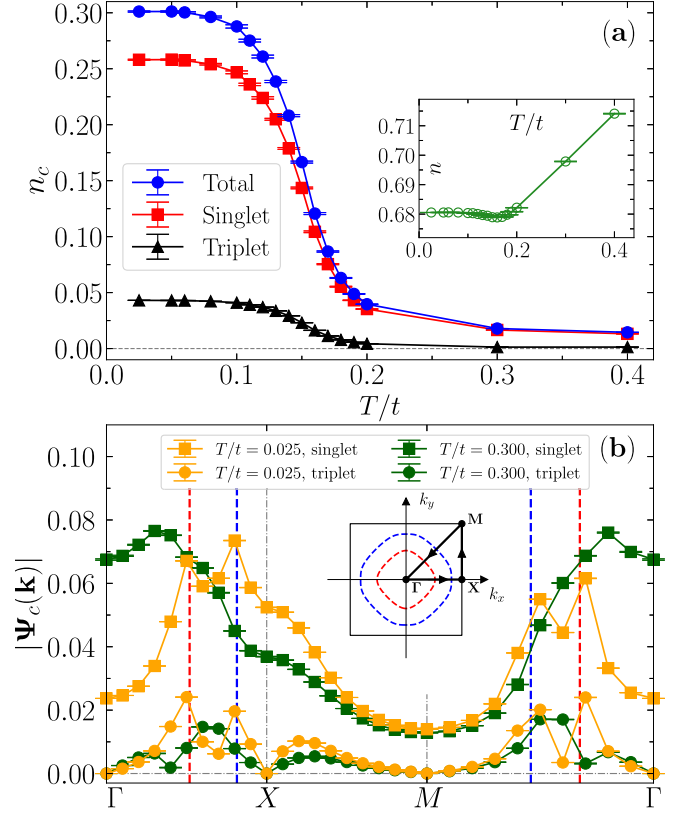 (a)
0.30
0.25
0.20
0.15
0.10
0.05
0.00
n_c
Total
Singlet
Triplet
T/t
n
0.71
0.70
0.69
0.68
0.0 0.2 0.4
0.0 0.1 0.2 0.3 0.4
T/t
(b)
T/t = 0.025, singlet
T/t = 0.025, triplet
T/t = 0.300, singlet
T/t = 0.300, triplet
0.10
0.08
0.06
0.04
0.02
0.00
|Ψ_c(k)|
k_y
M
Γ
X
k_x
Γ X M Γ